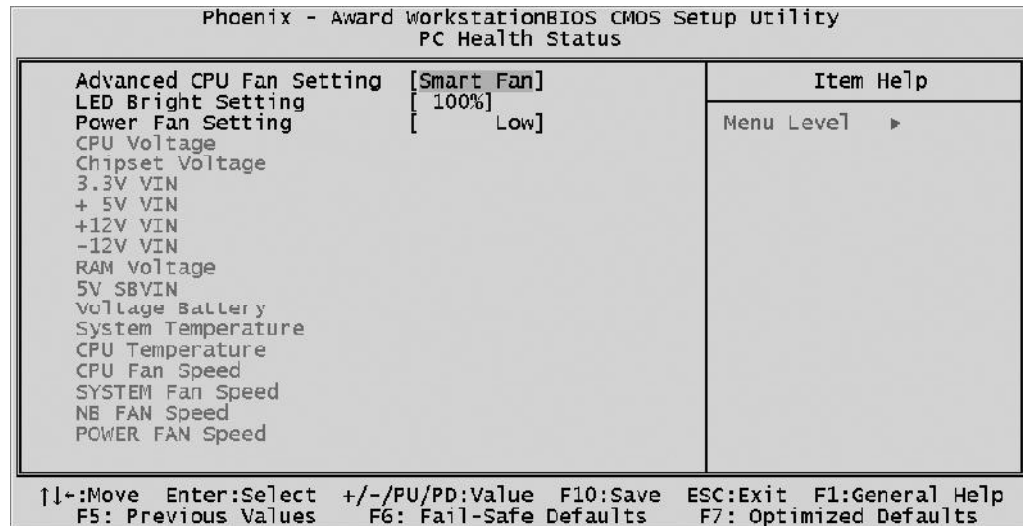 Phoenix - Award WorkstationBIOS CMOS Setup Utility
PC Health Status
Advanced CPU Fan Setting [Smart Fan]
LED Bright Setting [ 100%]
Power Fan Setting [ Low]
CPU Voltage
Chipset Voltage
3.3V VIN
+ 5V VIN
+12V VIN
-12V VIN
RAM Voltage
5V SBVIN
Voltage Battery
System Temperature
CPU Temperature
CPU Fan Speed
SYSTEM Fan Speed
NB FAN Speed
POWER FAN Speed
Item Help
Menu Level ▸
↑↓←:Move Enter:Select +/-/PU/PD:Value F10:Save ESC:Exit F1:General Help
F5: Previous Values F6: Fail-Safe Defaults F7: Optimized Defaults